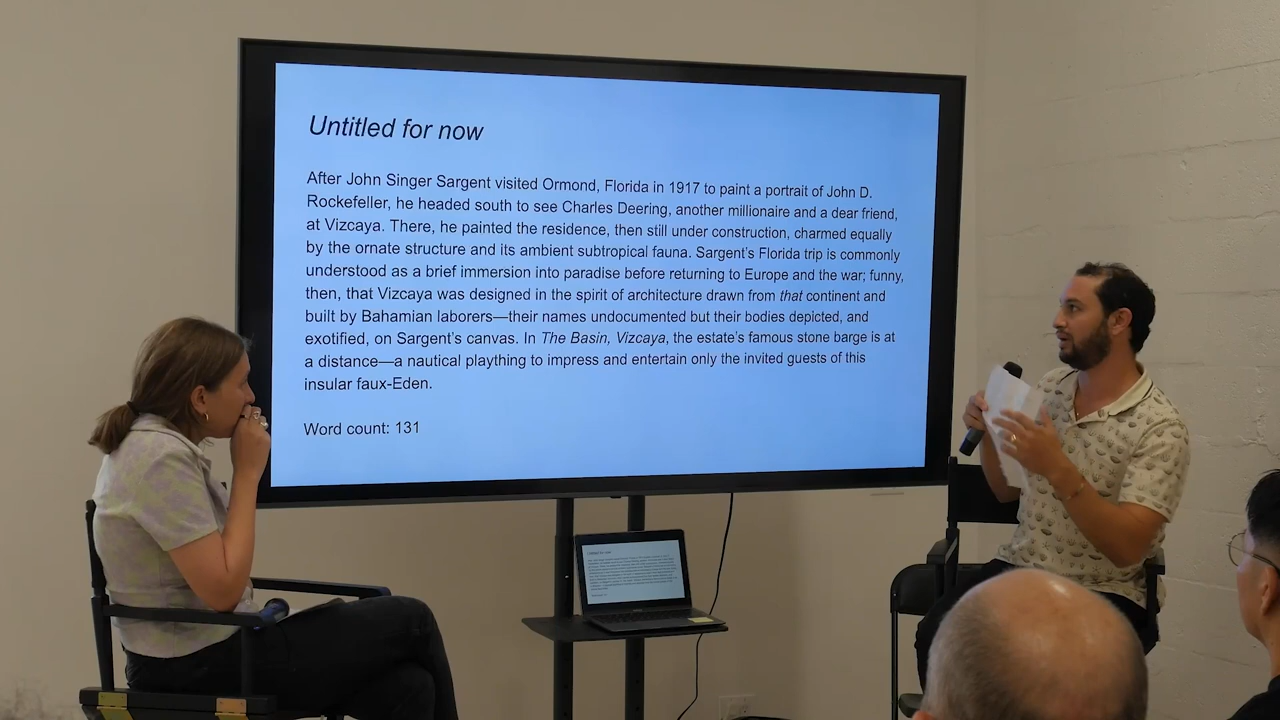 Untitled for now
After John Singer Sargent visited Ormond, Florida in 1917 to paint a portrait of John D.
Rockefeller, he headed south to see Charles Deering, another millionaire and a dear friend,
at Vizcaya. There, he painted the residence, then still under construction, charmed equally
by the ornate structure and its ambient subtropical fauna. Sargent's Florida trip is commonly
understood as a brief immersion into paradise before returning to Europe and the war; funny,
then, that Vizcaya was designed in the spirit of architecture drawn from that continent and
built by Bahamian laborers—their names undocumented but their bodies depicted, and
exotified, on Sargent's canvas. In The Basin, Vizcaya, the estate's famous stone barge is at
a distance—a nautical plaything to impress and entertain only the invited guests of this
insular faux-Eden.
Word count: 131